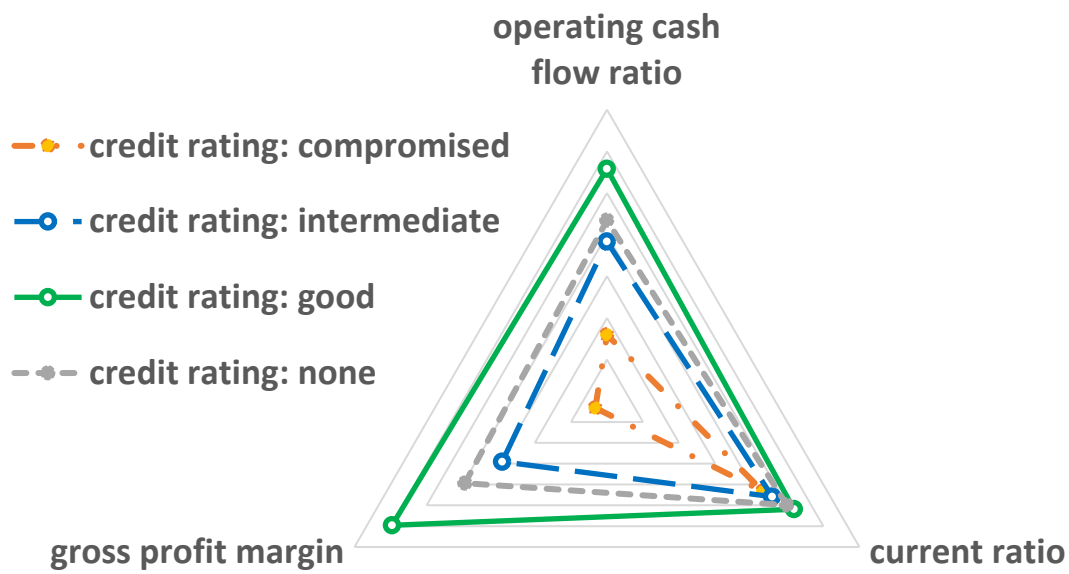 operating cash
flow ratio
credit rating: compromised
credit rating: intermediate
credit rating: good
credit rating: none
gross profit margin
current ratio